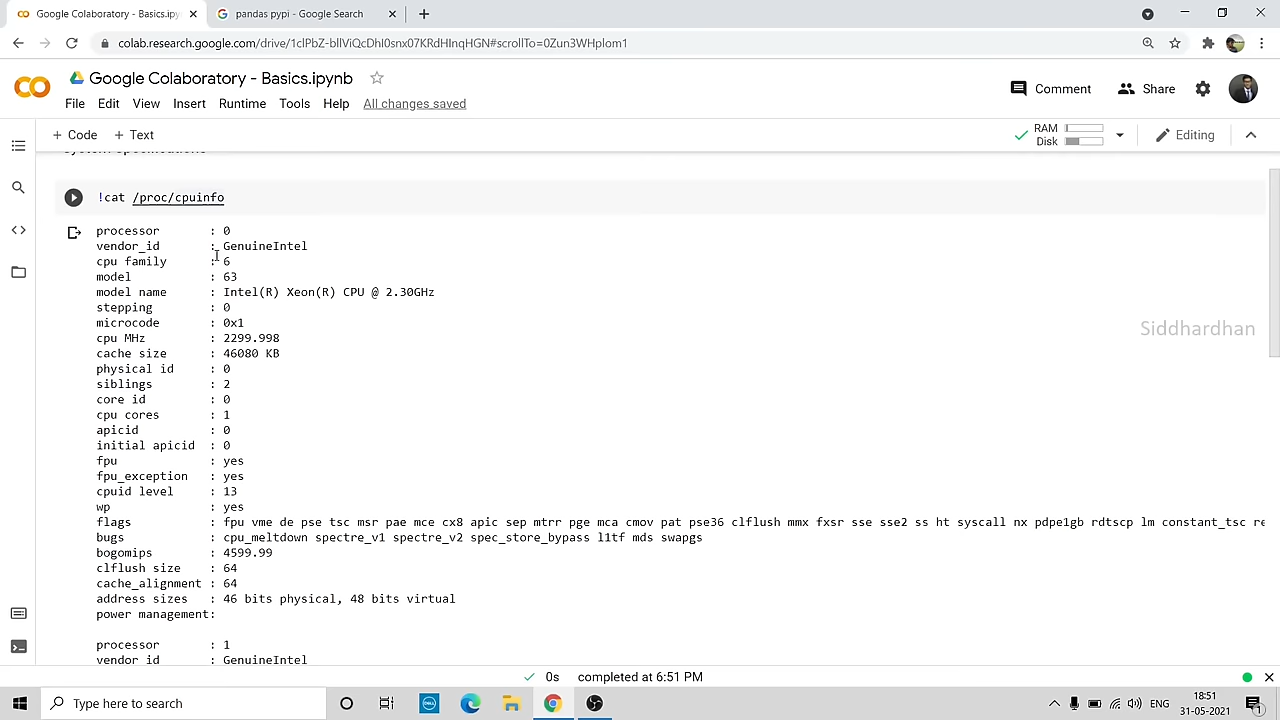 Google Colaboratory - Basics.ipyn
pandas pypi - Google Search
colab.research.google.com/drive/1clPbZ-bllViQcDhI0snx07KRdHInqHGN#scrollTo=0Zun3WHplom1
Google Colaboratory - Basics.ipynb
Comment
Share
File Edit View Insert Runtime Tools Help All changes saved
+ Code + Text
RAM
Disk
Editing
System Specifications
!cat /proc/cpuinfo
processor : 0
vendor_id : GenuineIntel
cpu family : 6
model : 63
model name : Intel(R) Xeon(R) CPU @ 2.30GHz
stepping : 0
microcode : 0x1
cpu MHz : 2299.998
cache size : 46080 KB
physical id : 0
siblings : 2
core id : 0
cpu cores : 1
apicid : 0
initial apicid : 0
fpu : yes
fpu_exception : yes
cpuid level : 13
wp : yes
flags : fpu vme de pse tsc msr pae mce cx8 apic sep mtrr pge mca cmov pat pse36 clflush mmx fxsr sse sse2 ss ht syscall nx pdpe1gb rdtscp lm constant_tsc re
bugs : cpu_meltdown spectre_v1 spectre_v2 spec_store_bypass l1tf mds swapgs
bogomips : 4599.99
clflush size : 64
cache_alignment : 64
address sizes : 46 bits physical, 48 bits virtual
power management:
processor : 1
vendor id : GenuineIntel
Siddhardhan
0s completed at 6:51 PM
Type here to search
DELL
ENG
18:51
31-05-2021
1